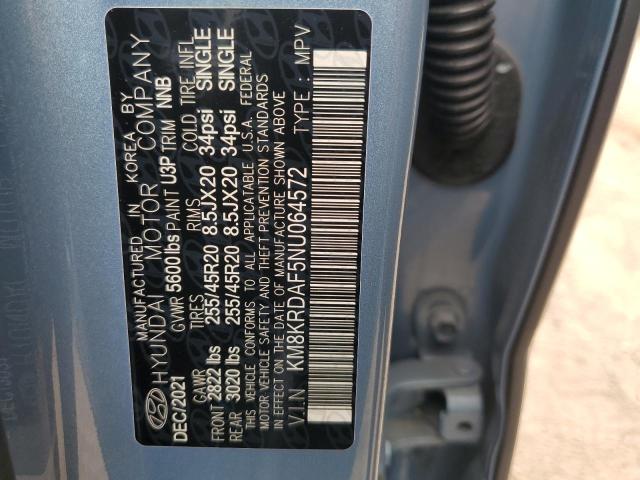 MANUFACTURED IN KOREA BY
HYUNDAI MOTOR COMPANY
DEC/2021 GVWR 5600lbs PAINT U3P TRIM NNB
GAWR TIRES RIMS COLD TIRE INFL
FRONT 2822 lbs 255/45R20 8.5JX20 34psi SINGLE
REAR 3020 lbs 255/45R20 8.5JX20 34psi SINGLE
THIS VEHICLE CONFORMS TO ALL APPLICABLE U.S.A. FEDERAL
MOTOR VEHICLE SAFETY AND THEFT PREVENTION STANDARDS
IN EFFECT ON THE DATE OF MANUFACTURE SHOWN ABOVE
V.I.N KM8KRDAF5NU064572 TYPE : MPV